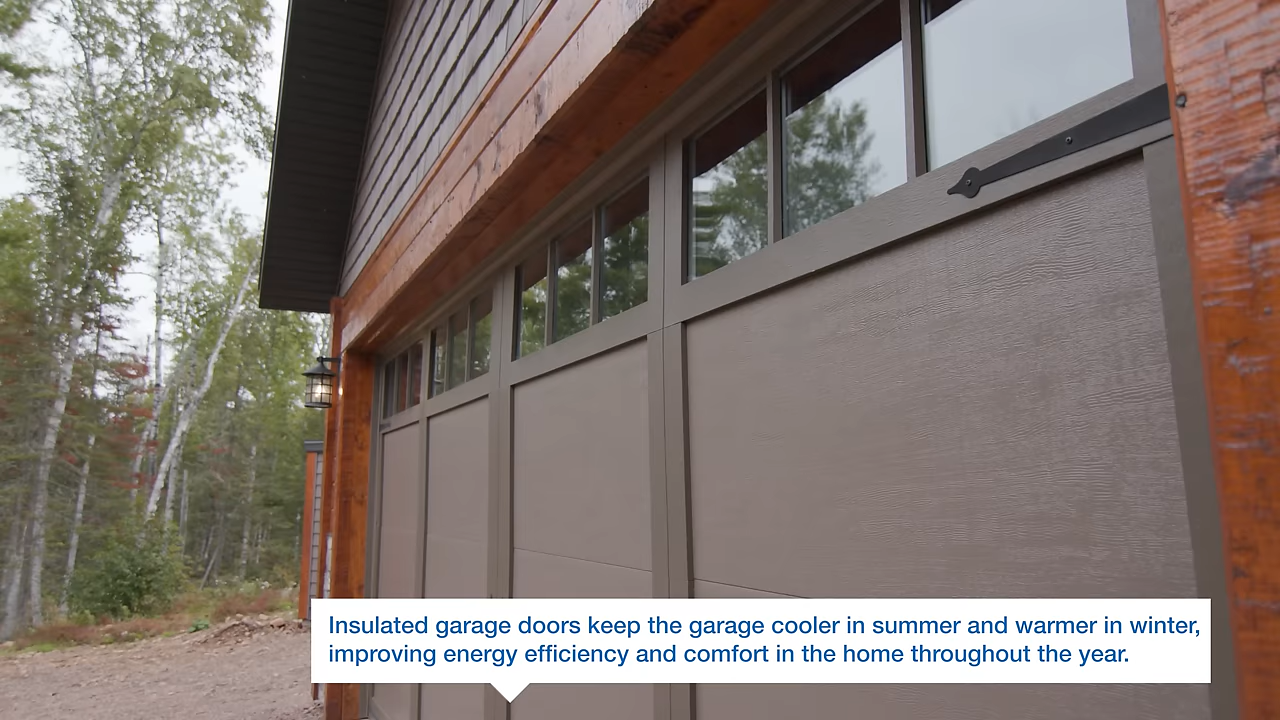 Insulated garage doors keep the garage cooler in summer and warmer in winter,
improving energy efficiency and comfort in the home throughout the year.